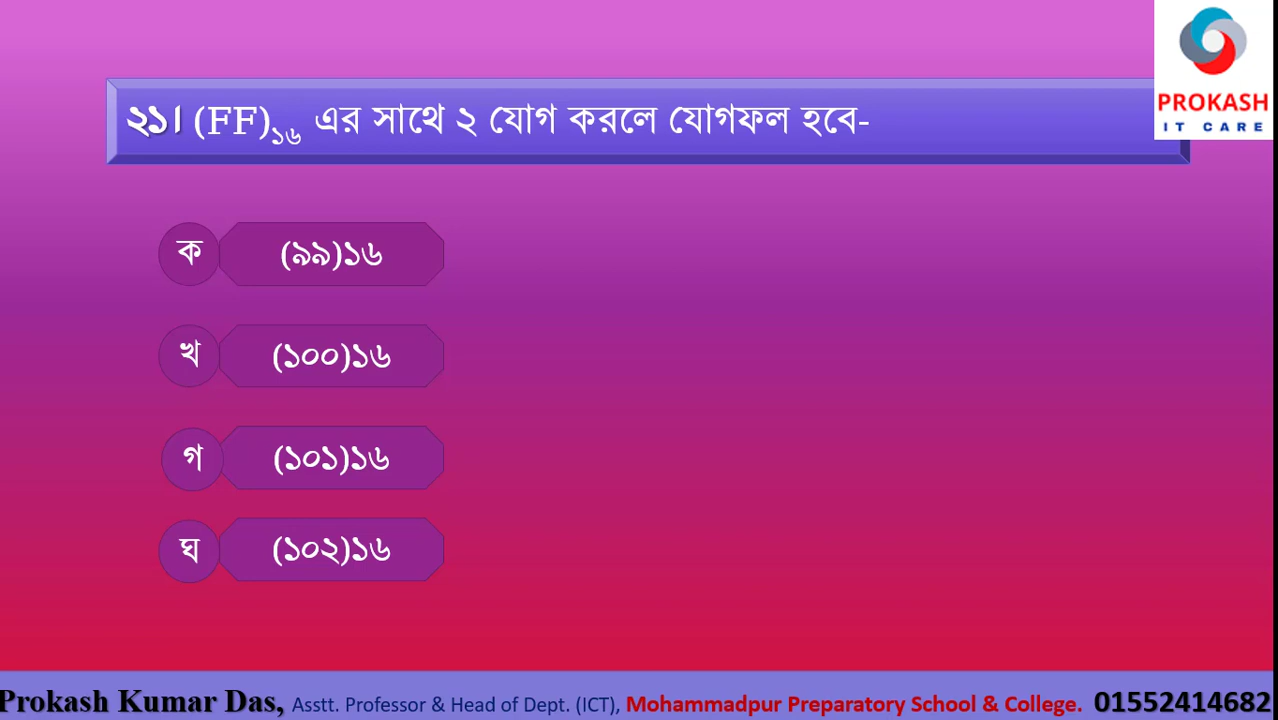 PROKASH
IT CARE
২১। (FF)১৬ এর সাথে ২ যোগ করলে যোগফল হবে-
ক (৯৯)১৬
খ (১০০)১৬
গ (১০১)১৬
ঘ (১০২)১৬
Prokash Kumar Das, Asstt. Professor & Head of Dept. (ICT), Mohammadpur Preparatory School & College. 01552414682